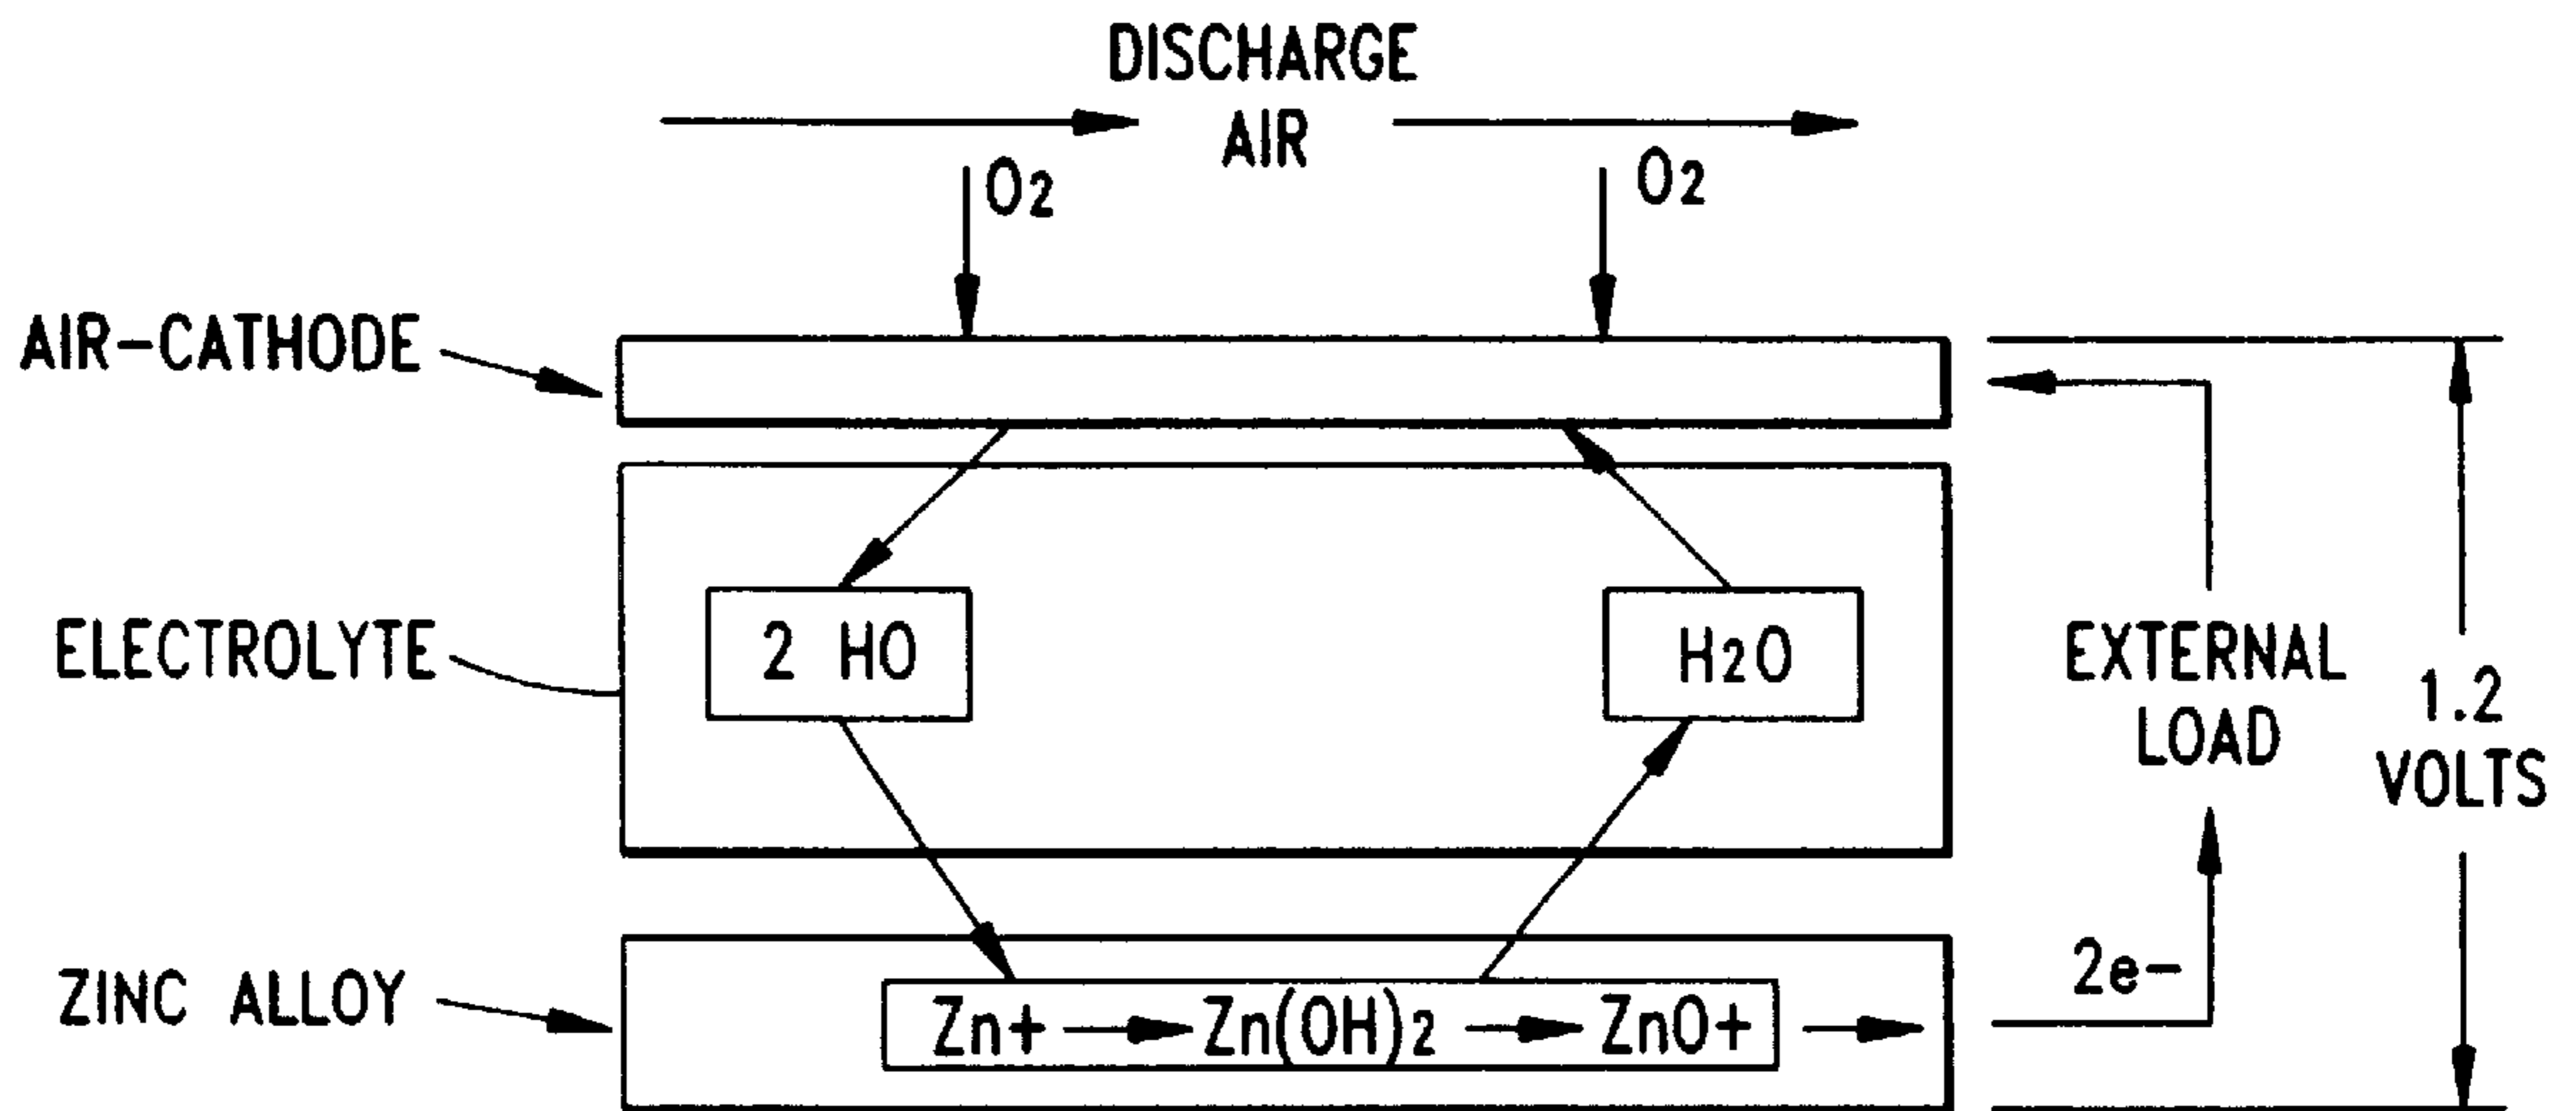 DISCHARGE
AIR
O2
O2
AIR-CATHODE
ELECTROLYTE
2 HO
H2O
EXTERNAL
LOAD
1.2
VOLTS
ZINC ALLOY
Zn+ → Zn(OH)2 → ZnO+ →
2e-